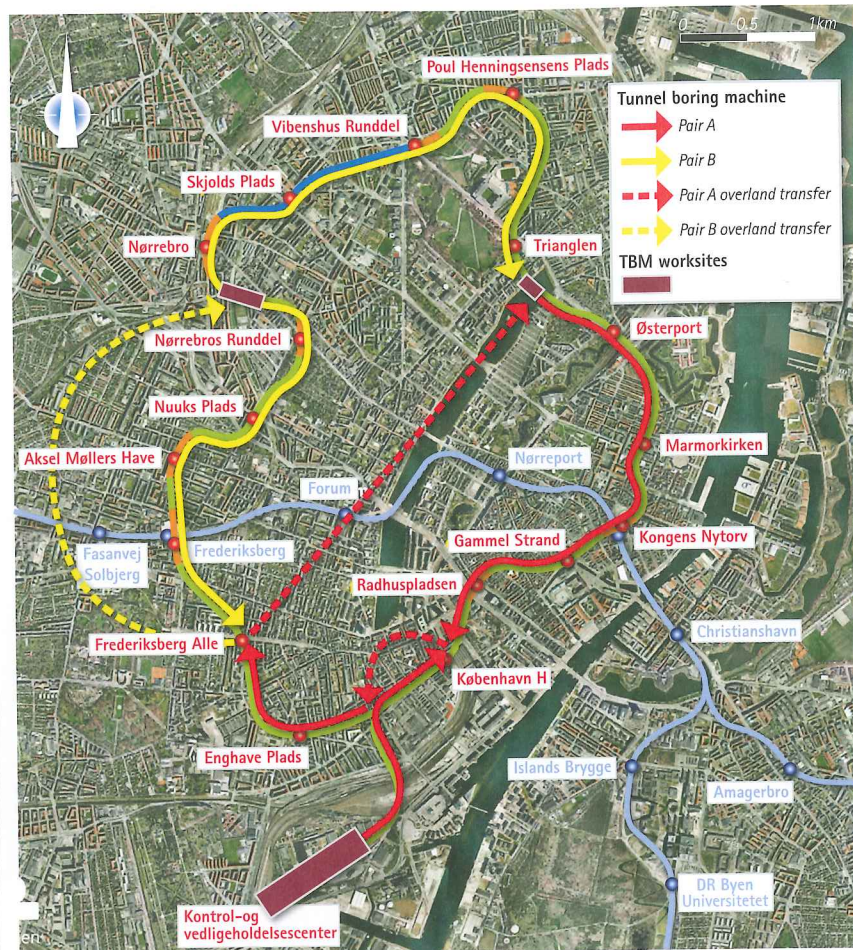 0 0.5 1km
Poul Henningsensens Plads
Tunnel boring machine
Pair A
Pair B
Pair A overland transfer
Pair B overland transfer
TBM worksites
Vibenshus Runddel
Skjolds Plads
Nørrebro
Trianglen
Østerport
Nørrebros Runddel
Nuuks Plads
Marmorkirken
Aksel Møllers Have
Nørreport
Forum
Gammel Strand
Kongens Nytorv
Fasanvej
Solbjerg
Frederiksberg
Radhuspladsen
Christianshavn
Frederiksberg Alle
København H
Enghave Plads
Islands Brygge
Amagerbro
DR Byen
Universitetet
Kontrol-og
vedligeholdelsescenter